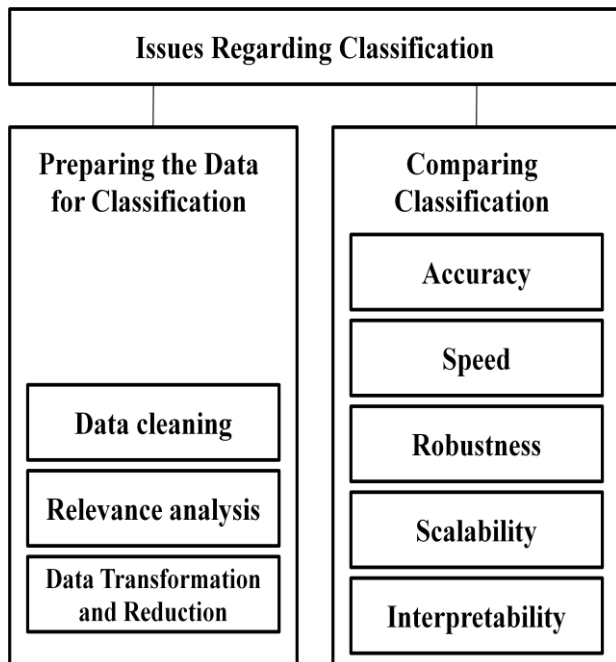 Issues Regarding Classification
Preparing the Data
for Classification
Data cleaning
Relevance analysis
Data Transformation
and Reduction
Comparing
Classification
Accuracy
Speed
Robustness
Scalability
Interpretability